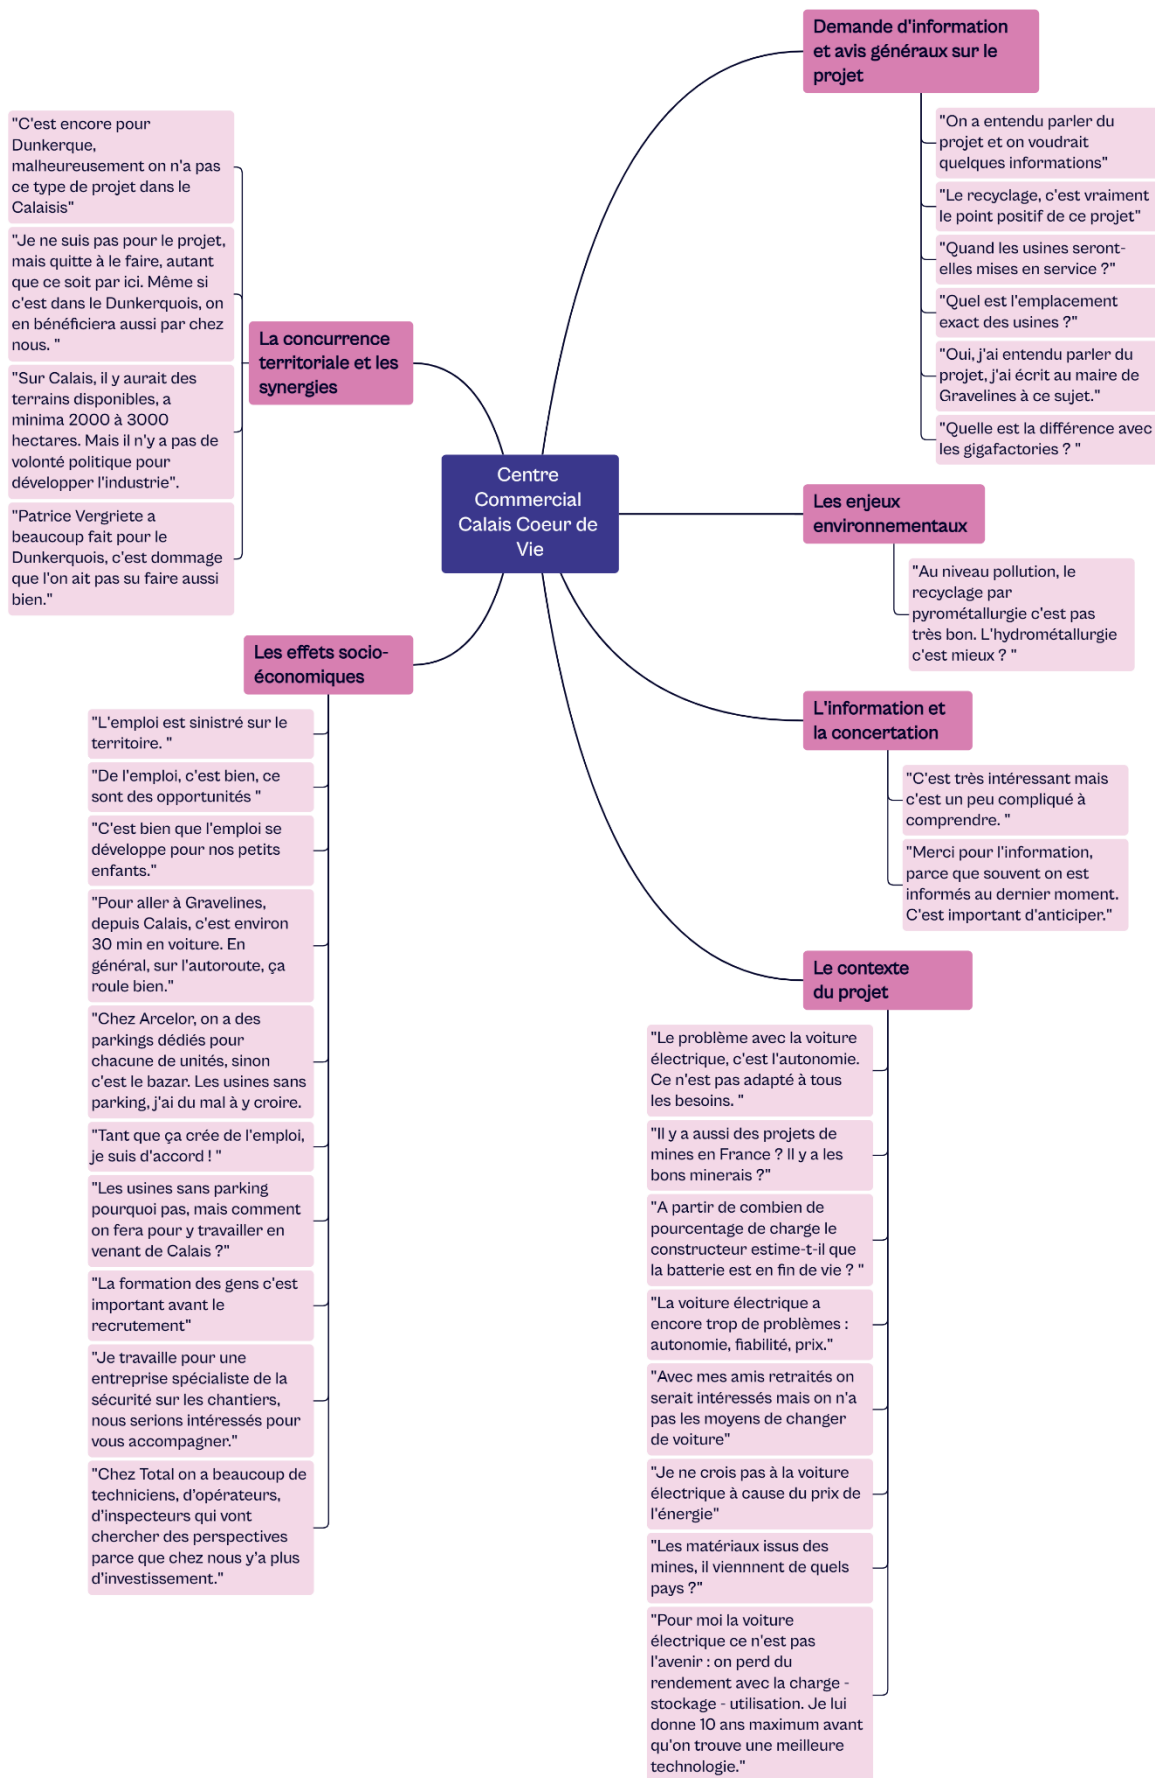 Centre
Commercial
Calais Coeur de
Vie
Demande d'information
et avis généraux sur le
projet
"On a entendu parler du
projet et on voudrait
quelques informations"
"Le recyclage, c'est vraiment
le point positif de ce projet"
"Quand les usines seront-
elles mises en service ?"
"Quel est l'emplacement
exact des usines ?"
"Oui, j'ai entendu parler du
projet, j'ai écrit au maire de
Gravelines à ce sujet."
"Quelle est la différence avec
les gigafactories ? "
Les enjeux
environnementaux
"Au niveau pollution, le
recyclage par
pyrométallurgie c'est pas
très bon. L'hydrométallurgie
c'est mieux ? "
L'information et
la concertation
"C'est très intéressant mais
c'est un peu compliqué à
comprendre. "
"Merci pour l'information,
parce que souvent on est
informés au dernier moment.
C'est important d'anticiper."
Le contexte
du projet
"Le problème avec la voiture
électrique, c'est l'autonomie.
Ce n'est pas adapté à tous
les besoins. "
"Il y a aussi des projets de
mines en France ? Il y a les
bons minerais ?"
"A partir de combien de
pourcentage de charge le
constructeur estime-t-il que
la batterie est en fin de vie ? "
"La voiture électrique a
encore trop de problèmes :
autonomie, fiabilité, prix."
"Avec mes amis retraités on
serait intéressés mais on n'a
pas les moyens de changer
de voiture"
"Je ne crois pas à la voiture
électrique à cause du prix de
l'énergie"
"Les matériaux issus des
mines, il viennnent de quels
pays ?"
"Pour moi la voiture
électrique ce n'est pas
l'avenir : on perd du
rendement avec la charge -
stockage - utilisation. Je lui
donne 10 ans maximum avant
qu'on trouve une meilleure
technologie."
La concurrence
territoriale et les
synergies
"C'est encore pour
Dunkerque,
malheureusement on n'a pas
ce type de projet dans le
Calaisis"
"Je ne suis pas pour le projet,
mais quitte à le faire, autant
que ce soit par ici. Même si
c'est dans le Dunkerquois, on
en bénéficiera aussi par chez
nous. "
"Sur Calais, il y aurait des
terrains disponibles, a
minima 2000 à 3000
hectares. Mais il n'y a pas de
volonté politique pour
développer l'industrie".
"Patrice Vergriete a
beaucoup fait pour le
Dunkerquois, c'est dommage
que l'on ait pas su faire aussi
bien."
Les effets socio-
économiques
"L'emploi est sinistré sur le
territoire. "
"De l'emploi, c'est bien, ce
sont des opportunités "
"C'est bien que l'emploi se
développe pour nos petits
enfants."
"Pour aller à Gravelines,
depuis Calais, c'est environ
30 min en voiture. En
général, sur l'autoroute, ça
roule bien."
"Chez Arcelor, on a des
parkings dédiés pour
chacune de unités, sinon
c'est le bazar. Les usines sans
parking, j'ai du mal à y croire.
"Tant que ça crée de l'emploi,
je suis d'accord ! "
"Les usines sans parking
pourquoi pas, mais comment
on fera pour y travailler en
venant de Calais ?"
"La formation des gens c'est
important avant le
recrutement"
"Je travaille pour une
entreprise spécialiste de la
sécurité sur les chantiers,
nous serions intéressés pour
vous accompagner."
"Chez Total on a beaucoup de
techniciens, d'opérateurs,
d'inspecteurs qui vont
chercher des perspectives
parce que chez nous y'a plus
d'investissement."